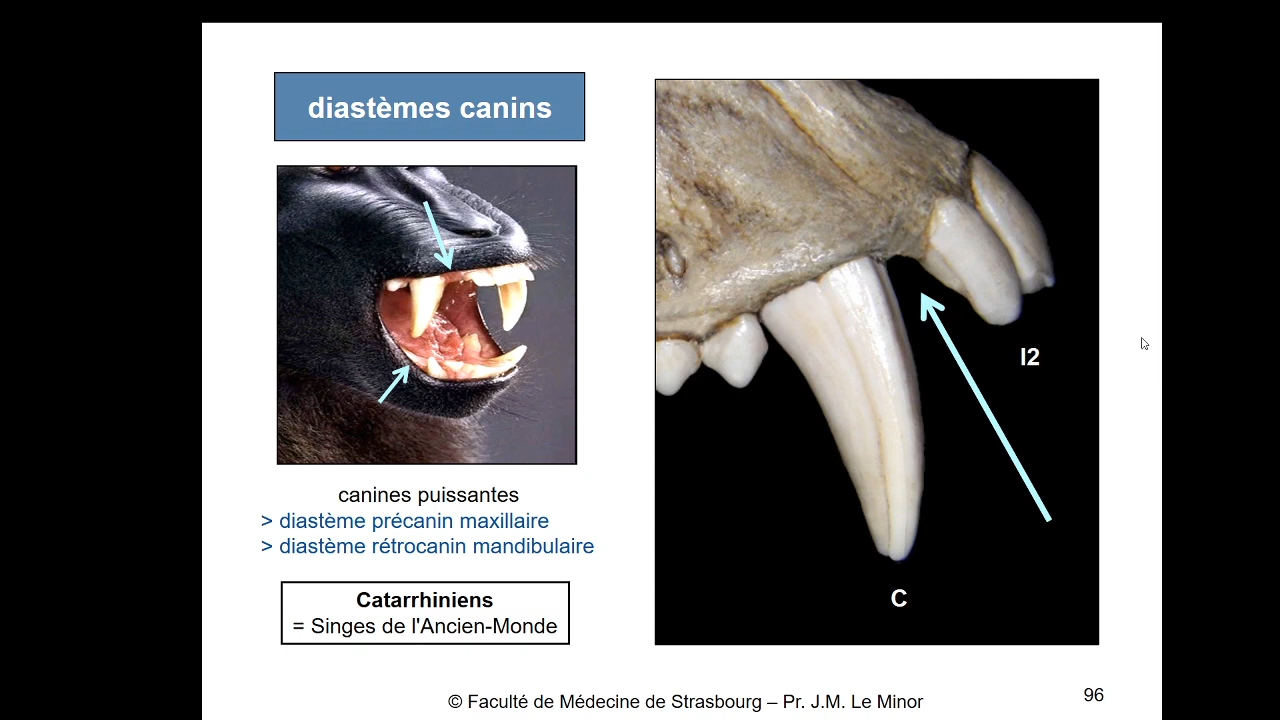 diastèmes canins
canines puissantes
> diastème précanin maxillaire
> diastème rétrocanin mandibulaire
Catarrhiniens
= Singes de l'Ancien-Monde
I2
C
© Faculté de Médecine de Strasbourg – Pr. J.M. Le Minor
96